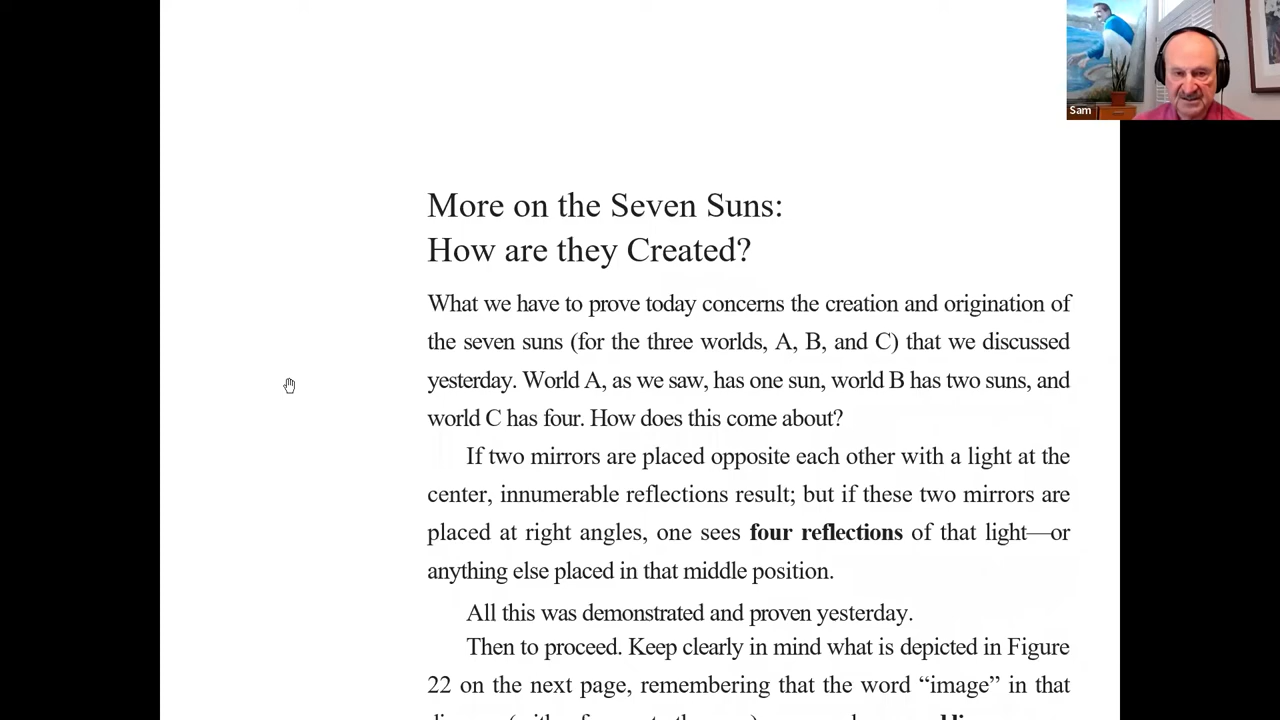 Sam
More on the Seven Suns:
How are they Created?
What we have to prove today concerns the creation and origination of
the seven suns (for the three worlds, A, B, and C) that we discussed
yesterday. World A, as we saw, has one sun, world B has two suns, and
world C has four. How does this come about?
If two mirrors are placed opposite each other with a light at the
center, innumerable reflections result; but if these two mirrors are
placed at right angles, one sees four reflections of that light—or
anything else placed in that middle position.
All this was demonstrated and proven yesterday.
Then to proceed. Keep clearly in mind what is depicted in Figure
22 on the next page, remembering that the word “image” in that